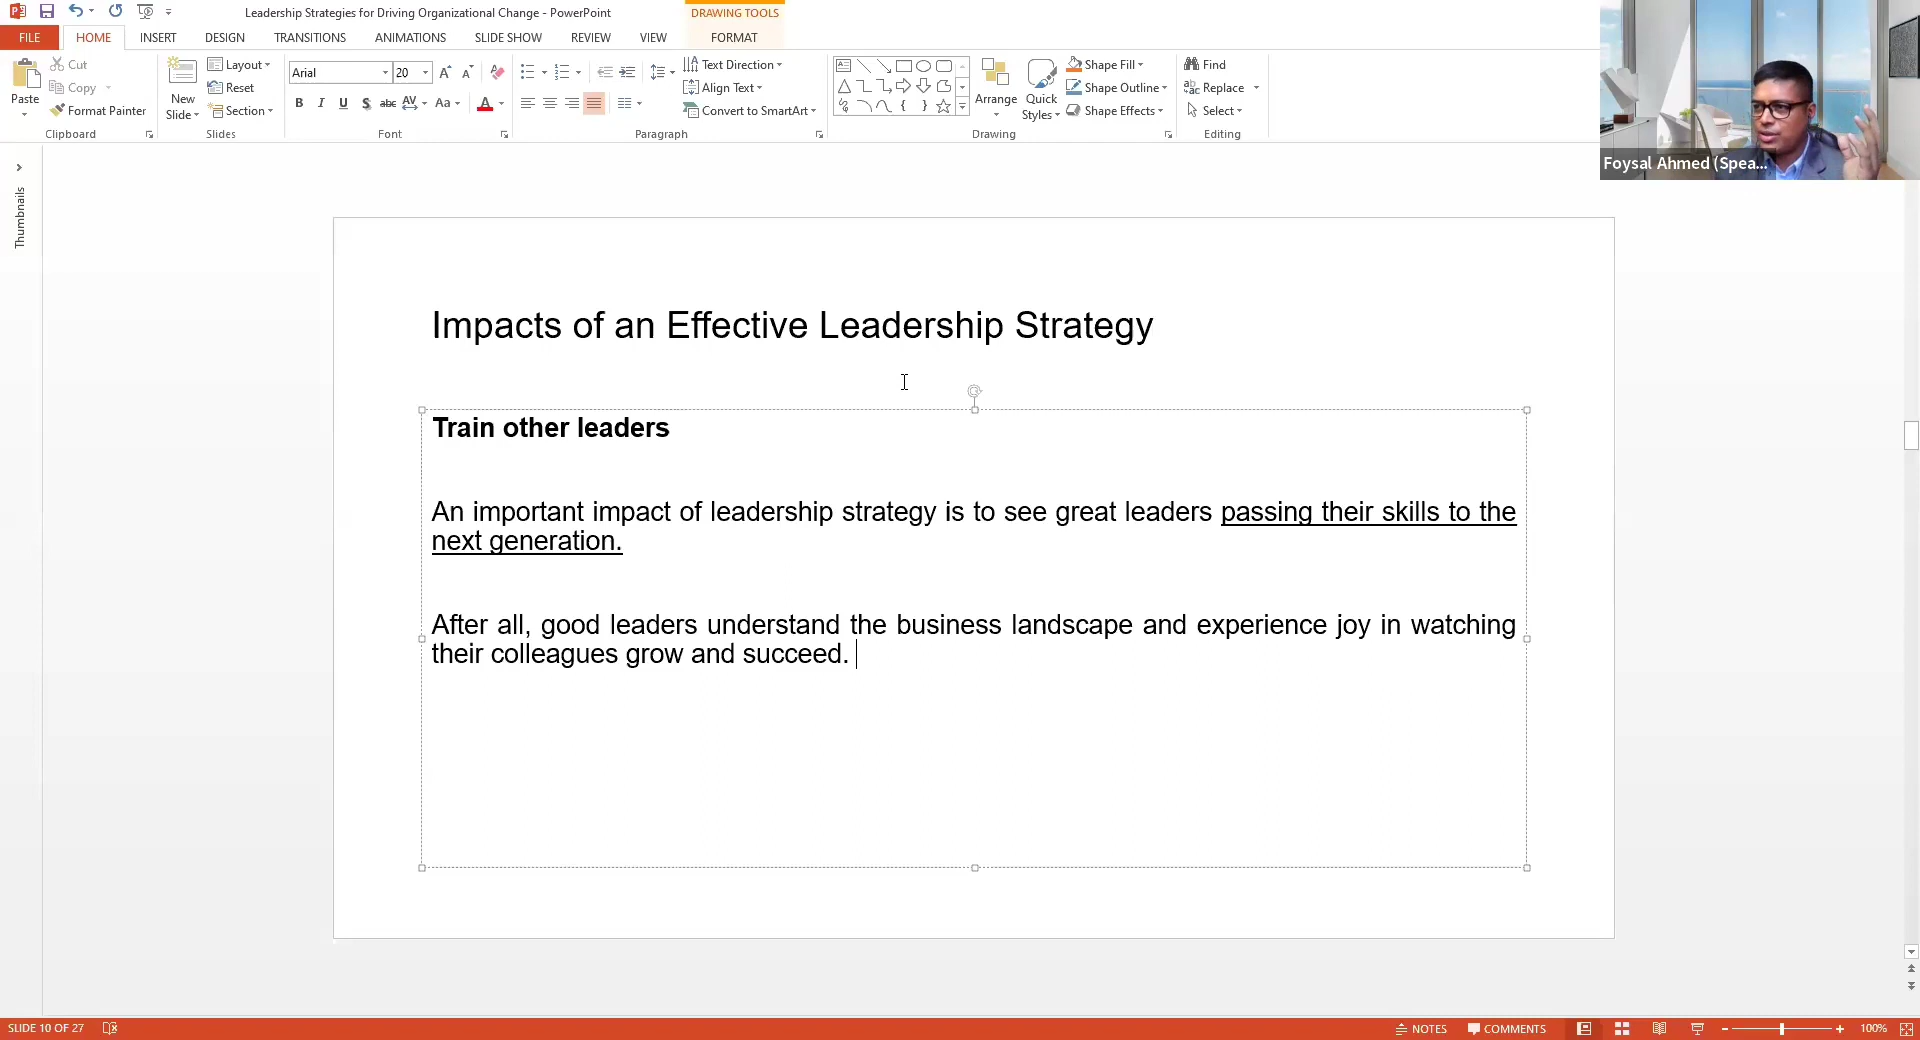 Leadership Strategies for Driving Organizational Change - PowerPoint
DRAWING TOOLS
FILE
HOME
INSERT
DESIGN
TRANSITIONS
ANIMATIONS
SLIDE SHOW
REVIEW
VIEW
FORMAT
Paste
Cut
Copy
Format Painter
Clipboard
New
Slide
Layout
Reset
Section
Slides
Arial
20
B I U S abc AV Aa A
Font
Text Direction
Align Text
Convert to SmartArt
Paragraph
Arrange
Quick
Styles
Shape Fill
Shape Outline
Shape Effects
Drawing
Find
Replace
Select
Editing
Foysal Ahmed (Spea...
Thumbnails
Impacts of an Effective Leadership Strategy
Train other leaders
An important impact of leadership strategy is to see great leaders passing their skills to the
next generation.
After all, good leaders understand the business landscape and experience joy in watching
their colleagues grow and succeed.
SLIDE 10 OF 27
NOTES
COMMENTS
100%